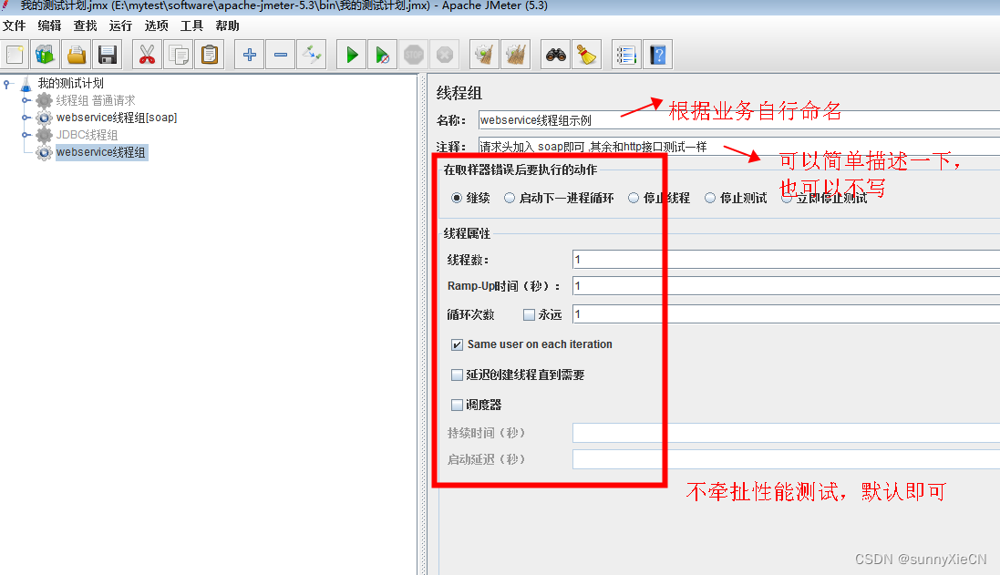 我的测试计划.jmx (E:\mytest\software\apache-jmeter-5.3\bin\我的测试计划.jmx) - Apache JMeter (5.3)
文件 编辑 查找 运行 选项 工具 帮助
我的测试计划
线程组 普通请求
webservice线程组[soap]
JDBC线程组
webservice线程组
线程组
名称: webservice线程组示例
根据业务自行命名
注释: 请求头加入 soap即可 ,其余和http接口测试一样
可以简单描述一下，
也可以不写
在取样器错误后要执行的动作
继续 启动下一进程循环 停止线程 停止测试 立即停止测试
线程属性
线程数: 1
Ramp-Up时间（秒）: 1
循环次数 永远 1
Same user on each iteration
延迟创建线程直到需要
调度器
持续时间（秒）
启动延迟（秒）
不牵扯性能测试，默认即可
CSDN @sunnyXieCN